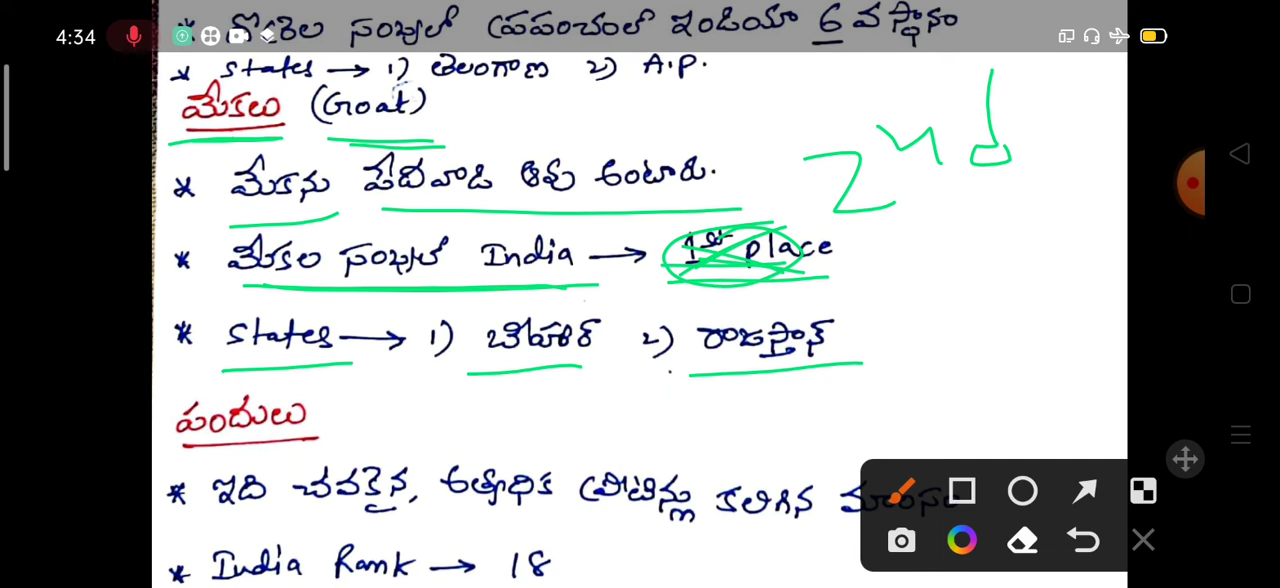 4:34
* గొర్రెల సంఖ్యలో ప్రపంచంలో ఇండియా 6 వ స్థానం
* States → 1) తెలంగాణ 2) A.P.
మేకలు (Goat)
* మేకను పేదవాడి ఆవు అంటారు.
2nd
* మేకల సంఖ్యలో India → 1st place
* States → 1) బిహార్ 2) రాజస్తాన్
పందులు
* ఇది చవకైన, అత్యధిక ప్రోటీన్లు కలిగిన మాంసం
* India Rank → 18